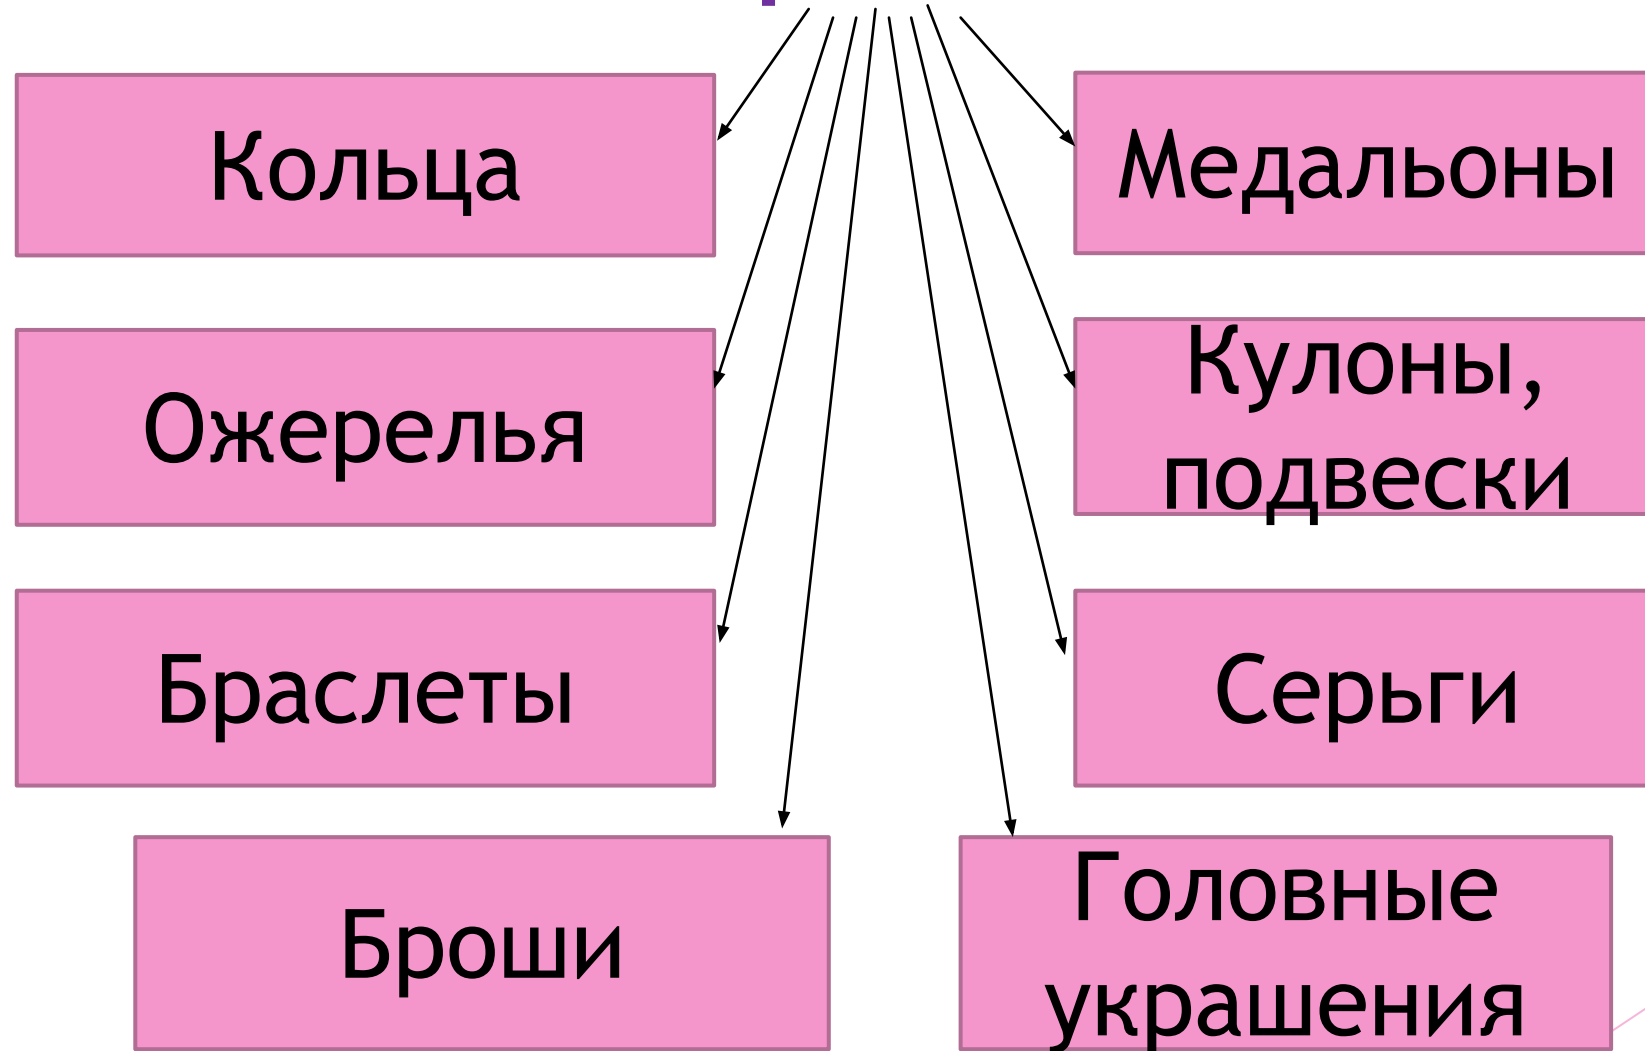 Кольца
Медальоны
Ожерелья
Кулоны,
подвески
Браслеты
Серьги
Броши
Головные
украшения